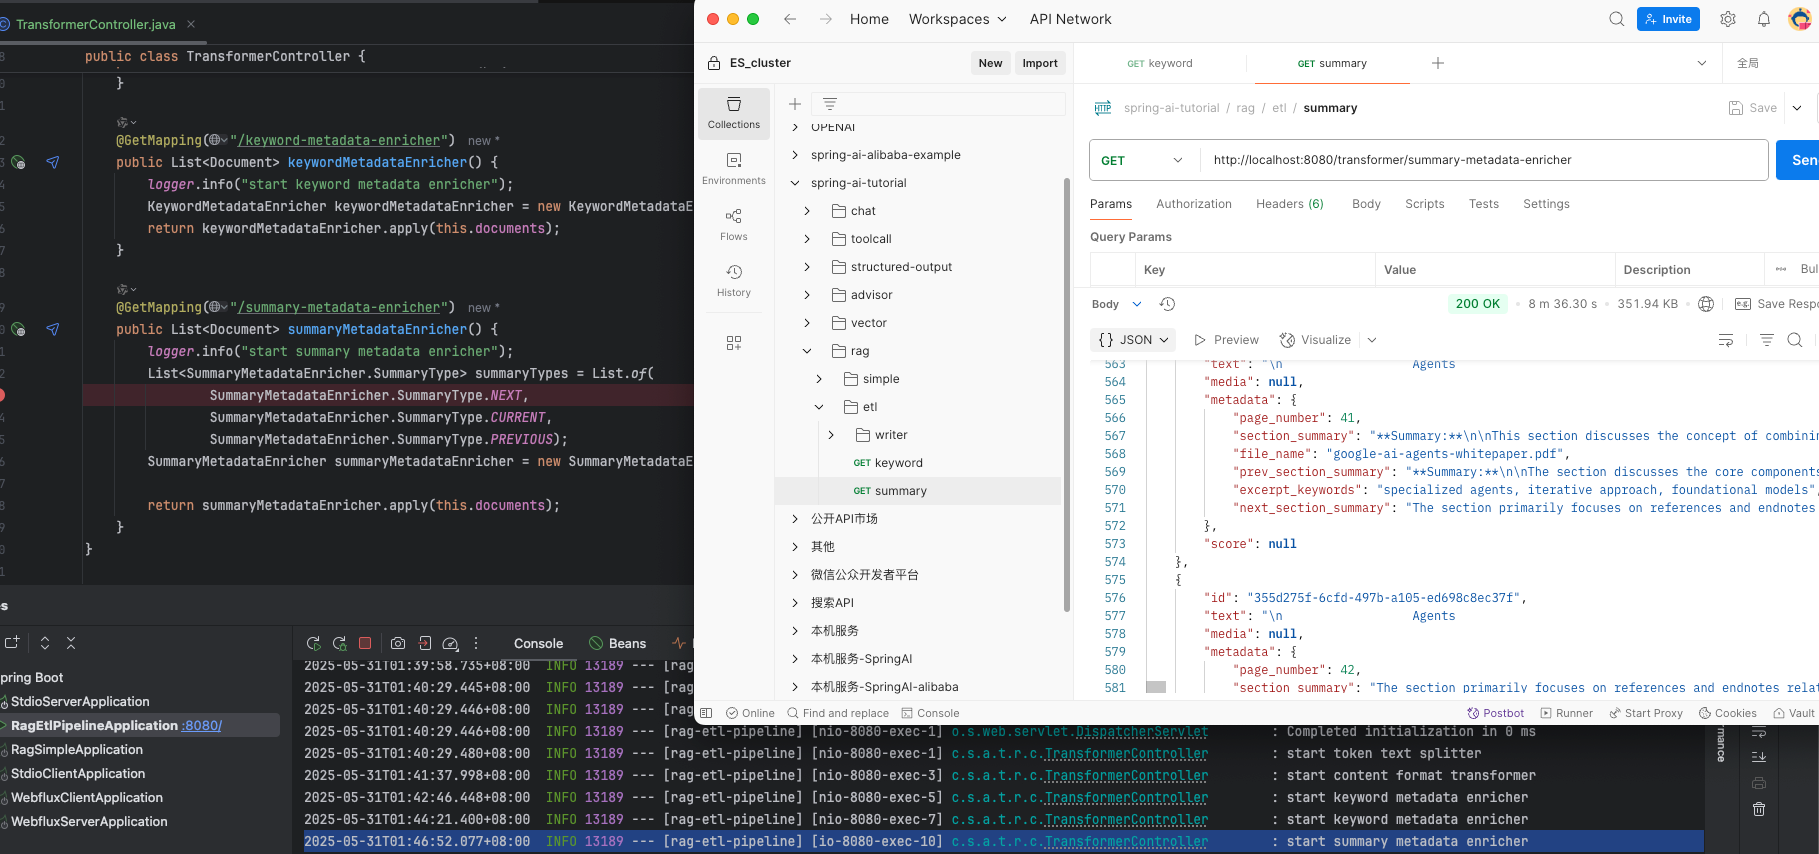 TransformerController.java
public class TransformerController {
}
@GetMapping("/keyword-metadata-enricher") new *
public List<Document> keywordMetadataEnricher() {
logger.info("start keyword metadata enricher");
KeywordMetadataEnricher keywordMetadataEnricher = new KeywordMetadataE
return keywordMetadataEnricher.apply(this.documents);
}
@GetMapping("/summary-metadata-enricher") new *
public List<Document> summaryMetadataEnricher() {
logger.info("start summary metadata enricher");
List<SummaryMetadataEnricher.SummaryType> summaryTypes = List.of(
SummaryMetadataEnricher.SummaryType.NEXT,
SummaryMetadataEnricher.SummaryType.CURRENT,
SummaryMetadataEnricher.SummaryType.PREVIOUS);
SummaryMetadataEnricher summaryMetadataEnricher = new SummaryMetadataE
return summaryMetadataEnricher.apply(this.documents);
}
}
Home Workspaces API Network Invite
ES_cluster New Import
Collections
Environments
Flows
History
OPENAI
spring-ai-alibaba-example
spring-ai-tutorial
chat
toolcall
structured-output
advisor
vector
rag
simple
etl
writer
GET keyword
GET summary
公开API市场
其他
微信公众开发者平台
搜索API
本机服务
本机服务-SpringAI
本机服务-SpringAI-alibaba
GET keyword GET summary 全局
HTTP spring-ai-tutorial / rag / etl / summary Save
GET http://localhost:8080/transformer/summary-metadata-enricher Sen
Params Authorization Headers (6) Body Scripts Tests Settings
Query Params
Key Value Description Bul
Body 200 OK 8 m 36.30 s 351.94 KB Save Respo
{} JSON Preview Visualize
563 "text": "\n Agents
564 "media": null,
565 "metadata": {
566 "page_number": 41,
567 "section_summary": "**Summary:**\n\nThis section discusses the concept of combinin
568 "file_name": "google-ai-agents-whitepaper.pdf",
569 "prev_section_summary": "**Summary:**\n\nThe section discusses the core components
570 "excerpt_keywords": "specialized agents, iterative approach, foundational models",
571 "next_section_summary": "The section primarily focuses on references and endnotes
572 },
573 "score": null
574 },
575 {
576 "id": "355d275f-6cfd-497b-a105-ed698c8ec37f",
577 "text": "\n Agents
578 "media": null,
579 "metadata": {
580 "page_number": 42,
581 "section_summary": "The section primarily focuses on references and endnotes relat
Online Find and replace Console Postbot Runner Start Proxy Cookies Vault
es
pring Boot
StdioServerApplication
RagEtlPipelineApplication :8080/
RagSimpleApplication
StdioClientApplication
WebfluxClientApplication
WebfluxServerApplication
Console Beans
2025-05-31T01:39:58.735+08:00 INFO 13189 --- [rag
2025-05-31T01:40:29.445+08:00 INFO 13189 --- [rag
2025-05-31T01:40:29.446+08:00 INFO 13189 --- [rag
2025-05-31T01:40:29.446+08:00 INFO 13189 --- [rag-etl-pipeline] [nio-8080-exec-1] o.s.web.servlet.DispatcherServlet : Completed initialization in 0 ms
2025-05-31T01:40:29.480+08:00 INFO 13189 --- [rag-etl-pipeline] [nio-8080-exec-1] c.s.a.t.r.c.TransformerController : start token text splitter
2025-05-31T01:41:37.998+08:00 INFO 13189 --- [rag-etl-pipeline] [nio-8080-exec-3] c.s.a.t.r.c.TransformerController : start content format transformer
2025-05-31T01:42:46.448+08:00 INFO 13189 --- [rag-etl-pipeline] [nio-8080-exec-5] c.s.a.t.r.c.TransformerController : start keyword metadata enricher
2025-05-31T01:44:21.400+08:00 INFO 13189 --- [rag-etl-pipeline] [nio-8080-exec-7] c.s.a.t.r.c.TransformerController : start keyword metadata enricher
2025-05-31T01:46:52.077+08:00 INFO 13189 --- [rag-etl-pipeline] [io-8080-exec-10] c.s.a.t.r.c.TransformerController : start summary metadata enricher
mance